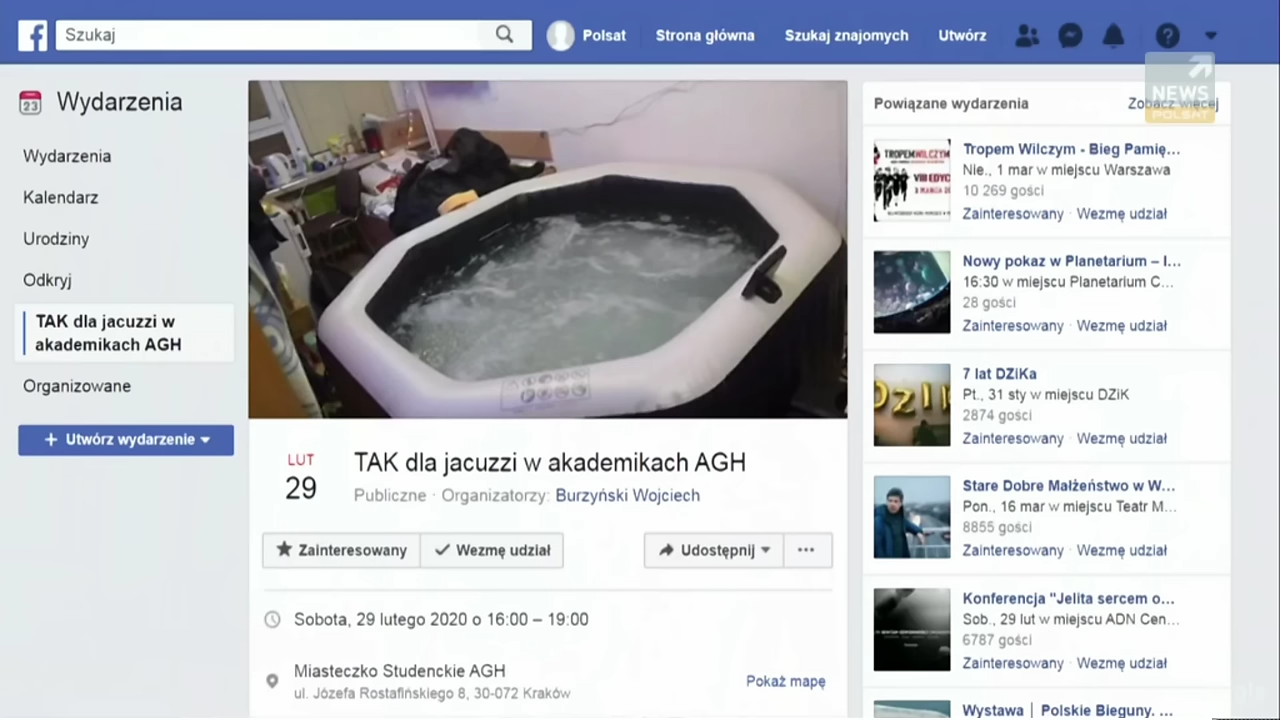 f
Szukaj
Polsat
Strona główna
Szukaj znajomych
Utwórz
NEWS
POLSAT
23
Wydarzenia
Wydarzenia
Kalendarz
Urodziny
Odkryj
TAK dla jacuzzi w
akademikach AGH
Organizowane
+ Utwórz wydarzenie
LUT
29
TAK dla jacuzzi w akademikach AGH
Publiczne · Organizatorzy: Burzyński Wojciech
Zainteresowany
Wezmę udział
Udostępnij
...
Sobota, 29 lutego 2020 o 16:00 – 19:00
Miasteczko Studenckie AGH
ul. Józefa Rostafińskiego 8, 30-072 Kraków
Pokaż mapę
Powiązane wydarzenia
Zobacz więcej
TROPEM WILCZYM
VIII EDYC
Tropem Wilczym - Bieg Pamię...
Nie., 1 mar w miejscu Warszawa
10 269 gości
Zainteresowany · Wezmę udział
Nowy pokaz w Planetarium – I...
16:30 w miejscu Planetarium C...
28 gości
Zainteresowany · Wezmę udział
7 lat DZiKa
Pt., 31 sty w miejscu DZiK
2874 gości
Zainteresowany · Wezmę udział
Stare Dobre Małżeństwo w W...
Pon., 16 mar w miejscu Teatr M...
8855 gości
Zainteresowany · Wezmę udział
Konferencja "Jelita sercem o...
Sob., 29 lut w miejscu ADN Cen...
6787 gości
Zainteresowany · Wezmę udział
Wystawa | Polskie Bieguny. ...